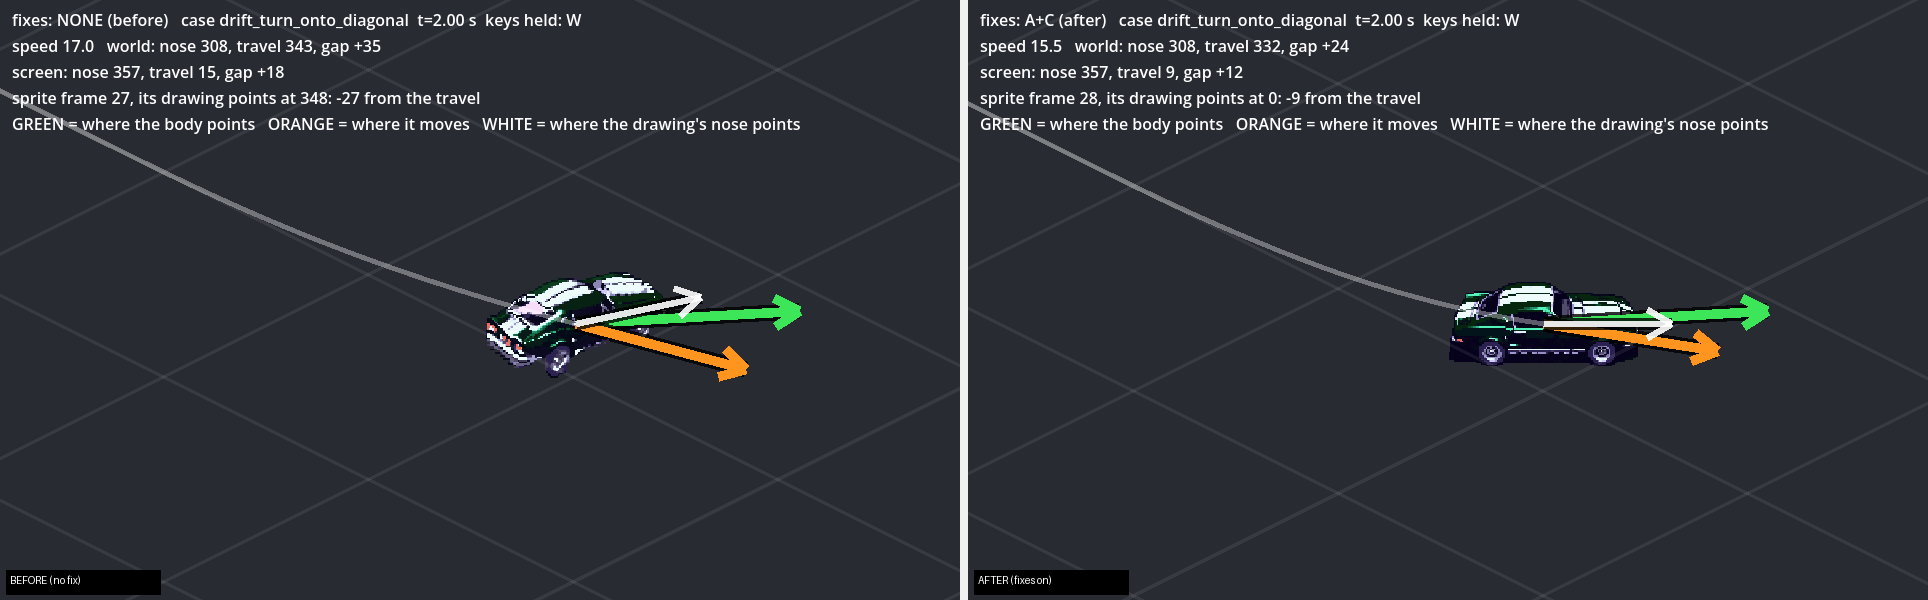 fixes: NONE (before)   case drift_turn_onto_diagonal  t=2.00 s  keys held: W
speed 17.0   world: nose 308, travel 343, gap +35
screen: nose 357, travel 15, gap +18
sprite frame 27, its drawing points at 348: -27 from the travel
GREEN = where the body points   ORANGE = where it moves   WHITE = where the drawing's nose points
BEFORE (no fix)
fixes: A+C (after)   case drift_turn_onto_diagonal  t=2.00 s  keys held: W
speed 15.5   world: nose 308, travel 332, gap +24
screen: nose 357, travel 9, gap +12
sprite frame 28, its drawing points at 0: -9 from the travel
GREEN = where the body points   ORANGE = where it moves   WHITE = where the drawing's nose points
AFTER (fixes on)